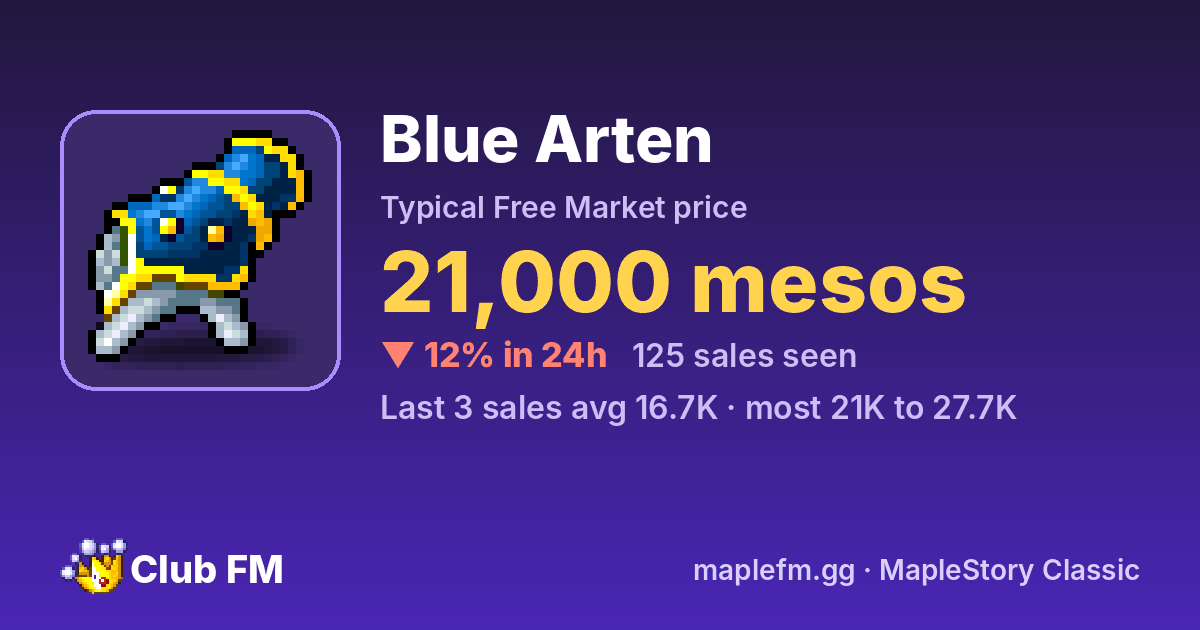 Blue Arten
Typical Free Market price
21,000 mesos
▼ 12% in 24h 125 sales seen
Last 3 sales avg 16.7K · most 21K to 27.7K
Club FM
maplefm.gg · MapleStory Classic